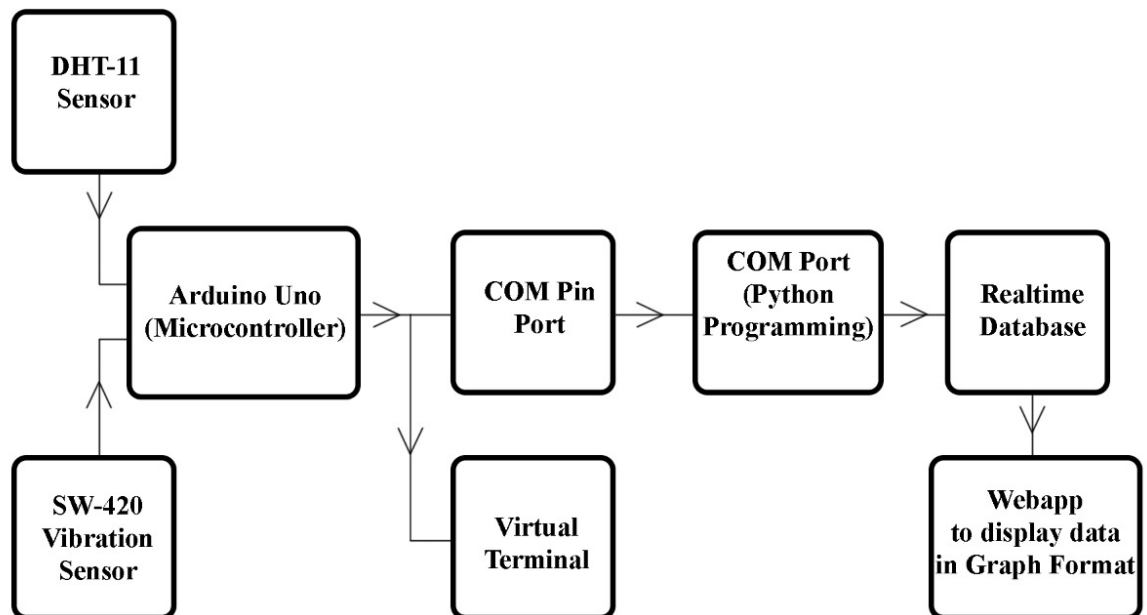 DHT-11
Sensor
Arduino Uno
(Microcontroller)
COM Pin
Port
COM Port
(Python
Programming)
Realtime
Database
SW-420
Vibration
Sensor
Virtual
Terminal
Webapp
to display data
in Graph Format